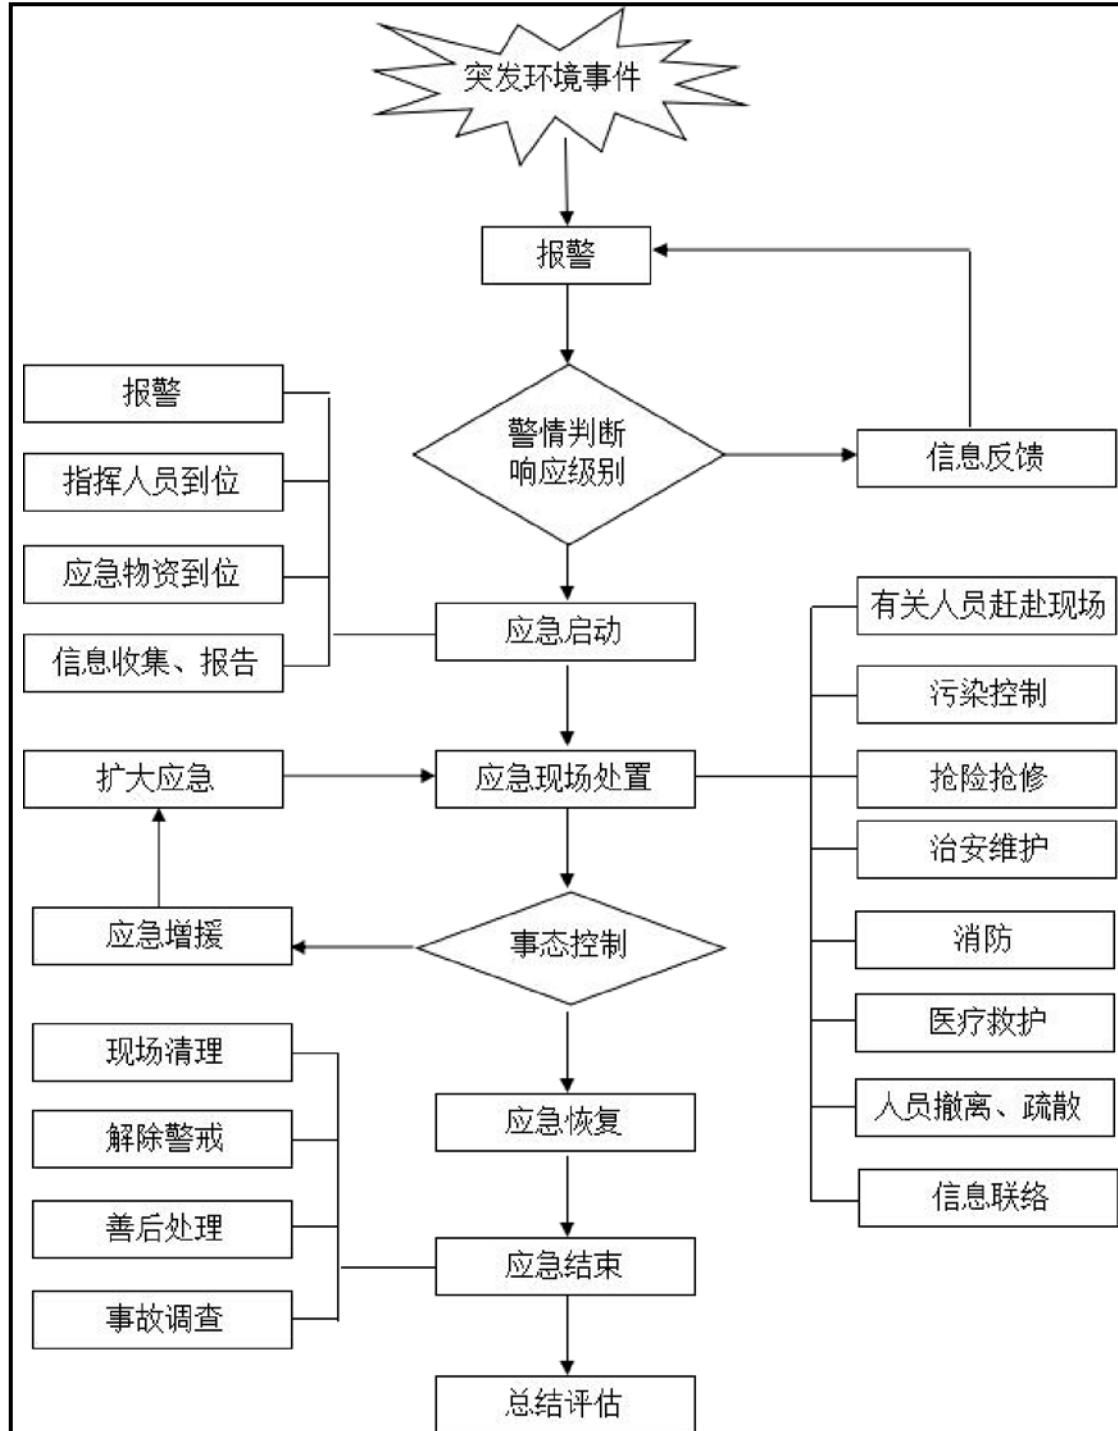 突发环境事件
报警
报警
警情判断
响应级别
信息反馈
指挥人员到位
应急物资到位
有关人员赶赴现场
应急启动
信息收集、报告
污染控制
扩大应急
应急现场处置
抢险抢修
治安维护
应急增援
事态控制
消防
医疗救护
现场清理
应急恢复
人员撤离、疏散
解除警戒
信息联络
善后处理
应急结束
事故调查
总结评估